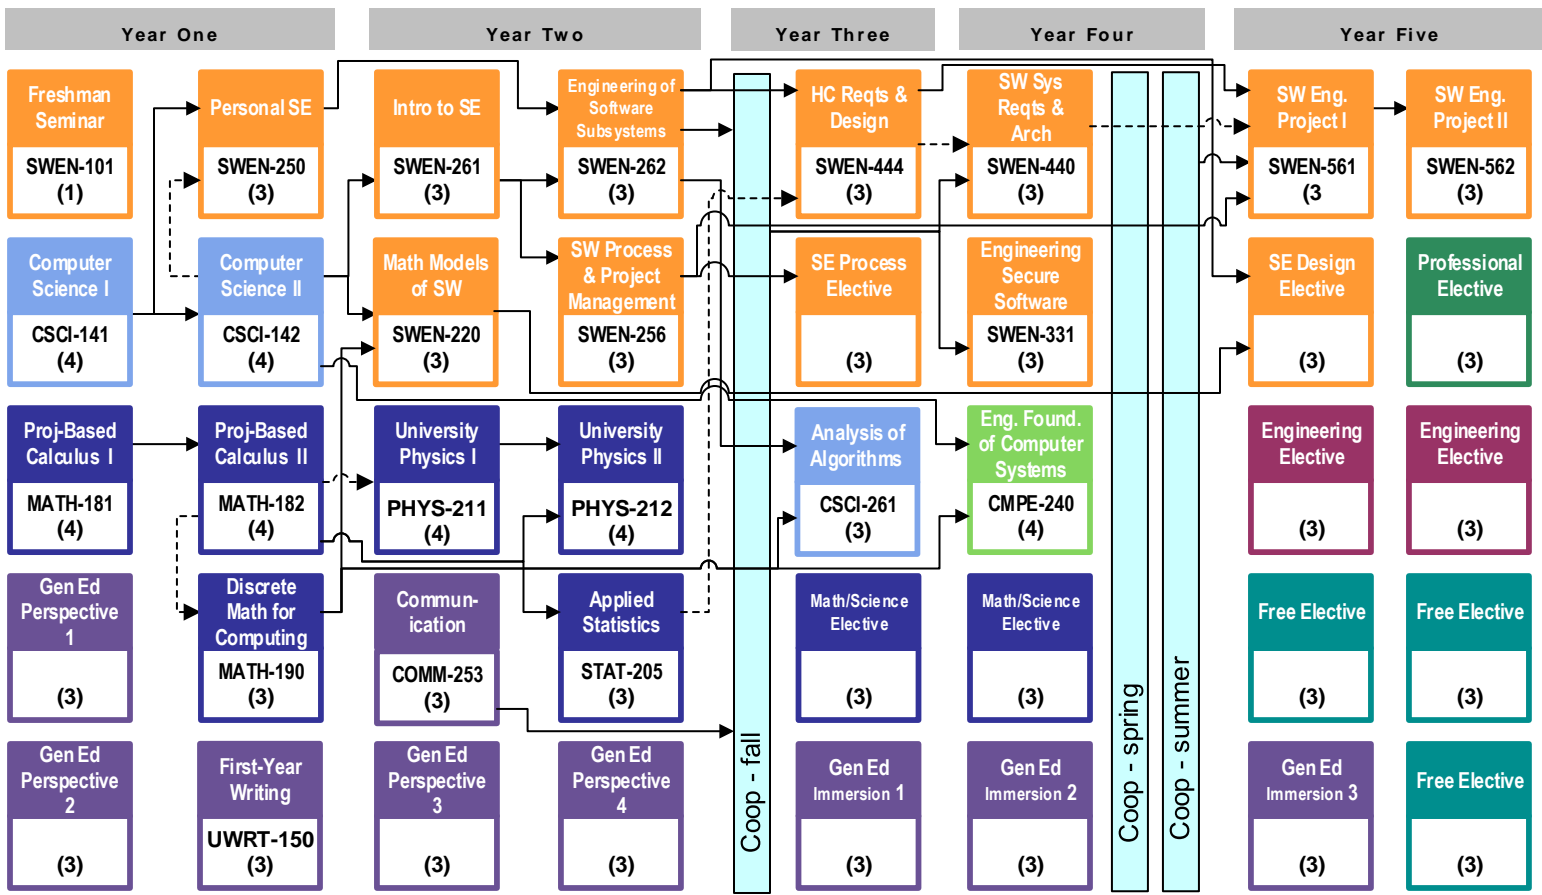 Year One
Year Two
Year Three
Year Four
Year Five
Freshman
Seminar
SWEN-101
(1)
Personal SE
SWEN-250
(3)
Intro to SE
SWEN-261
(3)
Engineering of
Software
Subsystems
SWEN-262
(3)
HC Reqts &
Design
SWEN-444
(3)
SW Sys
Reqts &
Arch
SWEN-440
(3)
SW Eng.
Project I
SWEN-561
(3
SW Eng.
Project II
SWEN-562
(3)
Computer
Science I
CSCI-141
(4)
Computer
Science II
CSCI-142
(4)
Math Models
of SW
SWEN-220
(3)
SW Process
& Project
Management
SWEN-256
(3)
SE Process
Elective
(3)
Engineering
Secure
Software
SWEN-331
(3)
SE Design
Elective
(3)
Professional
Elective
(3)
Proj-Based
Calculus I
MATH-181
(4)
Proj-Based
Calculus II
MATH-182
(4)
University
Physics I
PHYS-211
(4)
University
Physics II
PHYS-212
(4)
Analysis of
Algorithms
CSCI-261
(3)
Eng. Found.
of Computer
Systems
CMPE-240
(4)
Engineering
Elective
(3)
Engineering
Elective
(3)
Gen Ed
Perspective
1
(3)
Discrete
Math for
Computing
MATH-190
(3)
Commun-
ication
COMM-253
(3)
Applied
Statistics
STAT-205
(3)
Math/Science
Elective
(3)
Math/Science
Elective
(3)
Free Elective
(3)
Free Elective
(3)
Gen Ed
Perspective
2
(3)
First-Year
Writing
UWRT-150
(3)
Gen Ed
Perspective
3
(3)
Gen Ed
Perspective
4
(3)
Coop - fall
Gen Ed
Immersion 1
(3)
Gen Ed
Immersion 2
(3)
Coop - spring
Coop - summer
Gen Ed
Immersion 3
(3)
Free Elective
(3)